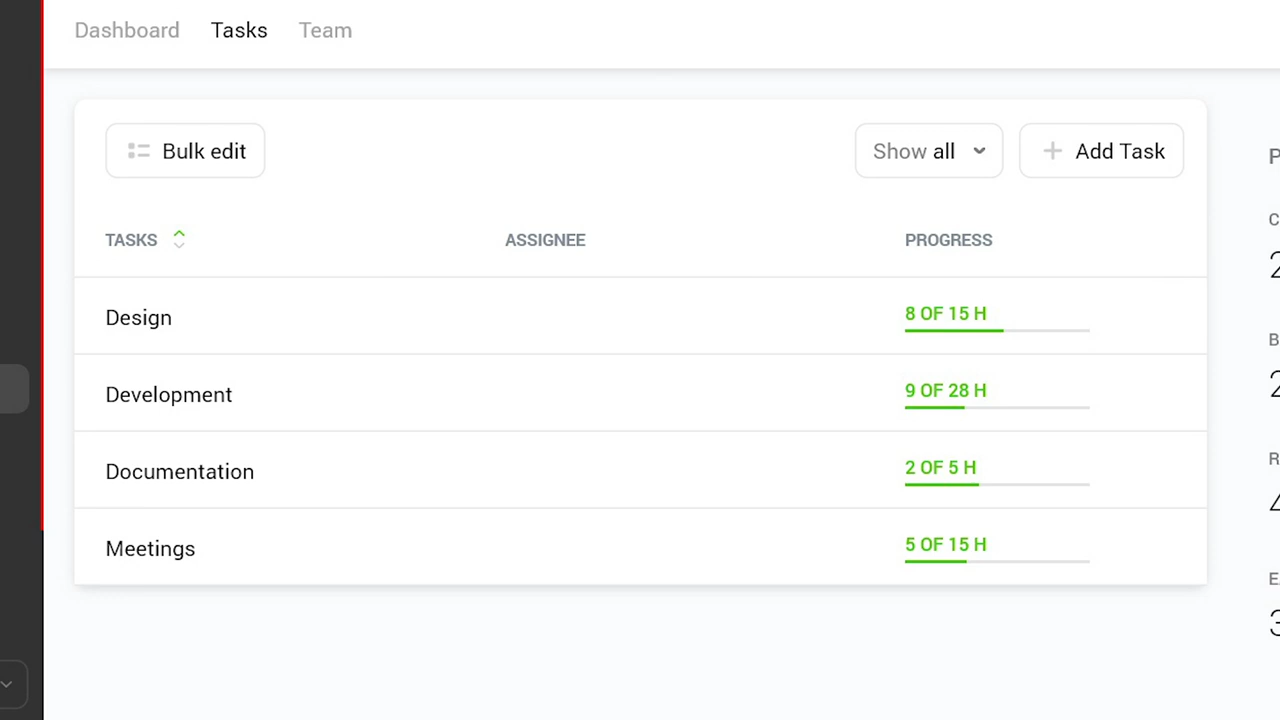 Dashboard Tasks Team
Bulk edit Show all Add Task
TASKS ASSIGNEE PROGRESS
Design 8 OF 15 H
Development 9 OF 28 H
Documentation 2 OF 5 H
Meetings 5 OF 15 H